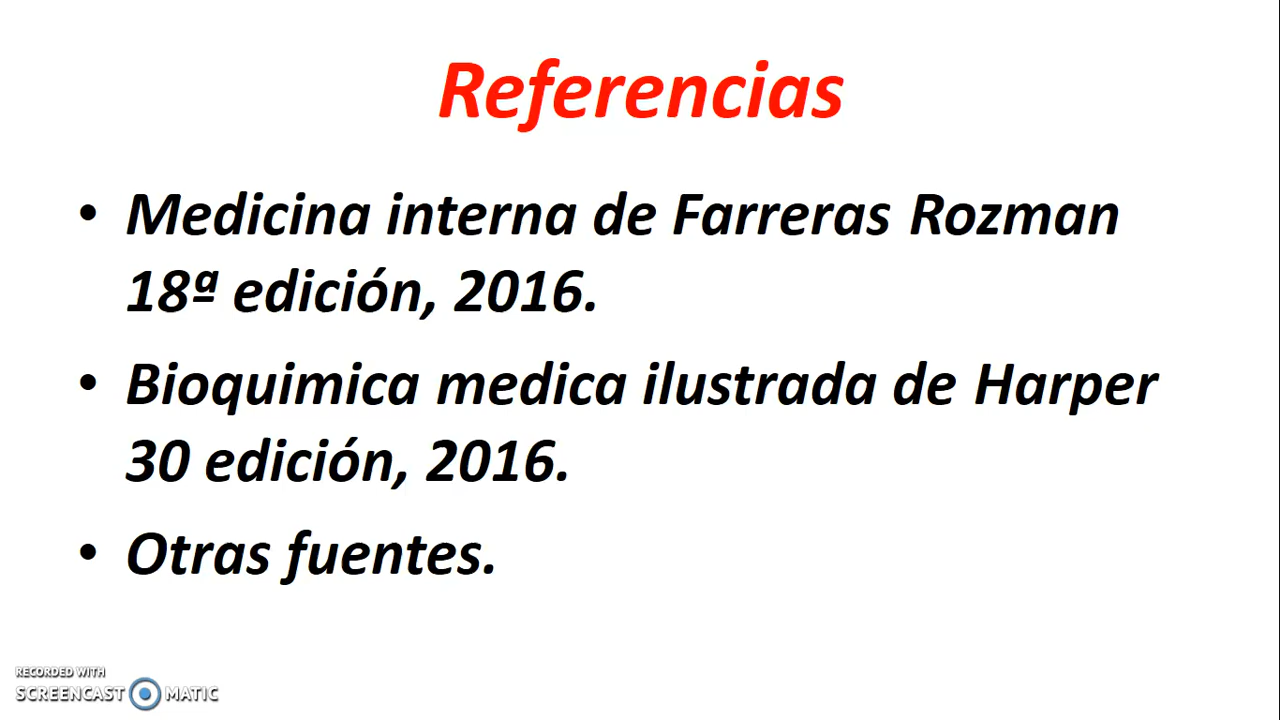 Referencias
• Medicina interna de Farreras Rozman
18ª edición, 2016.
• Bioquimica medica ilustrada de Harper
30 edición, 2016.
• Otras fuentes.
RECORDED WITH
SCREENCAST MATIC